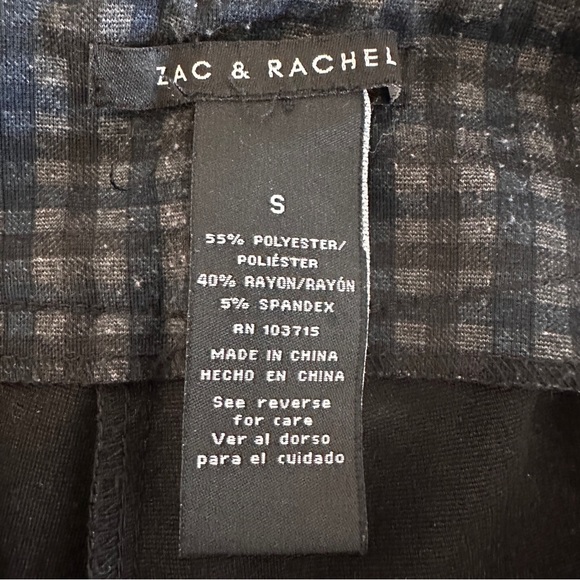 ZAC & RACHEL
S
55% POLYESTER/
POLIÉSTER
40% RAYON/RAYÓN
5% SPANDEX
RN 103715
MADE IN CHINA
HECHO EN CHINA
See reverse
for care
Ver al dorso
para el cuidado